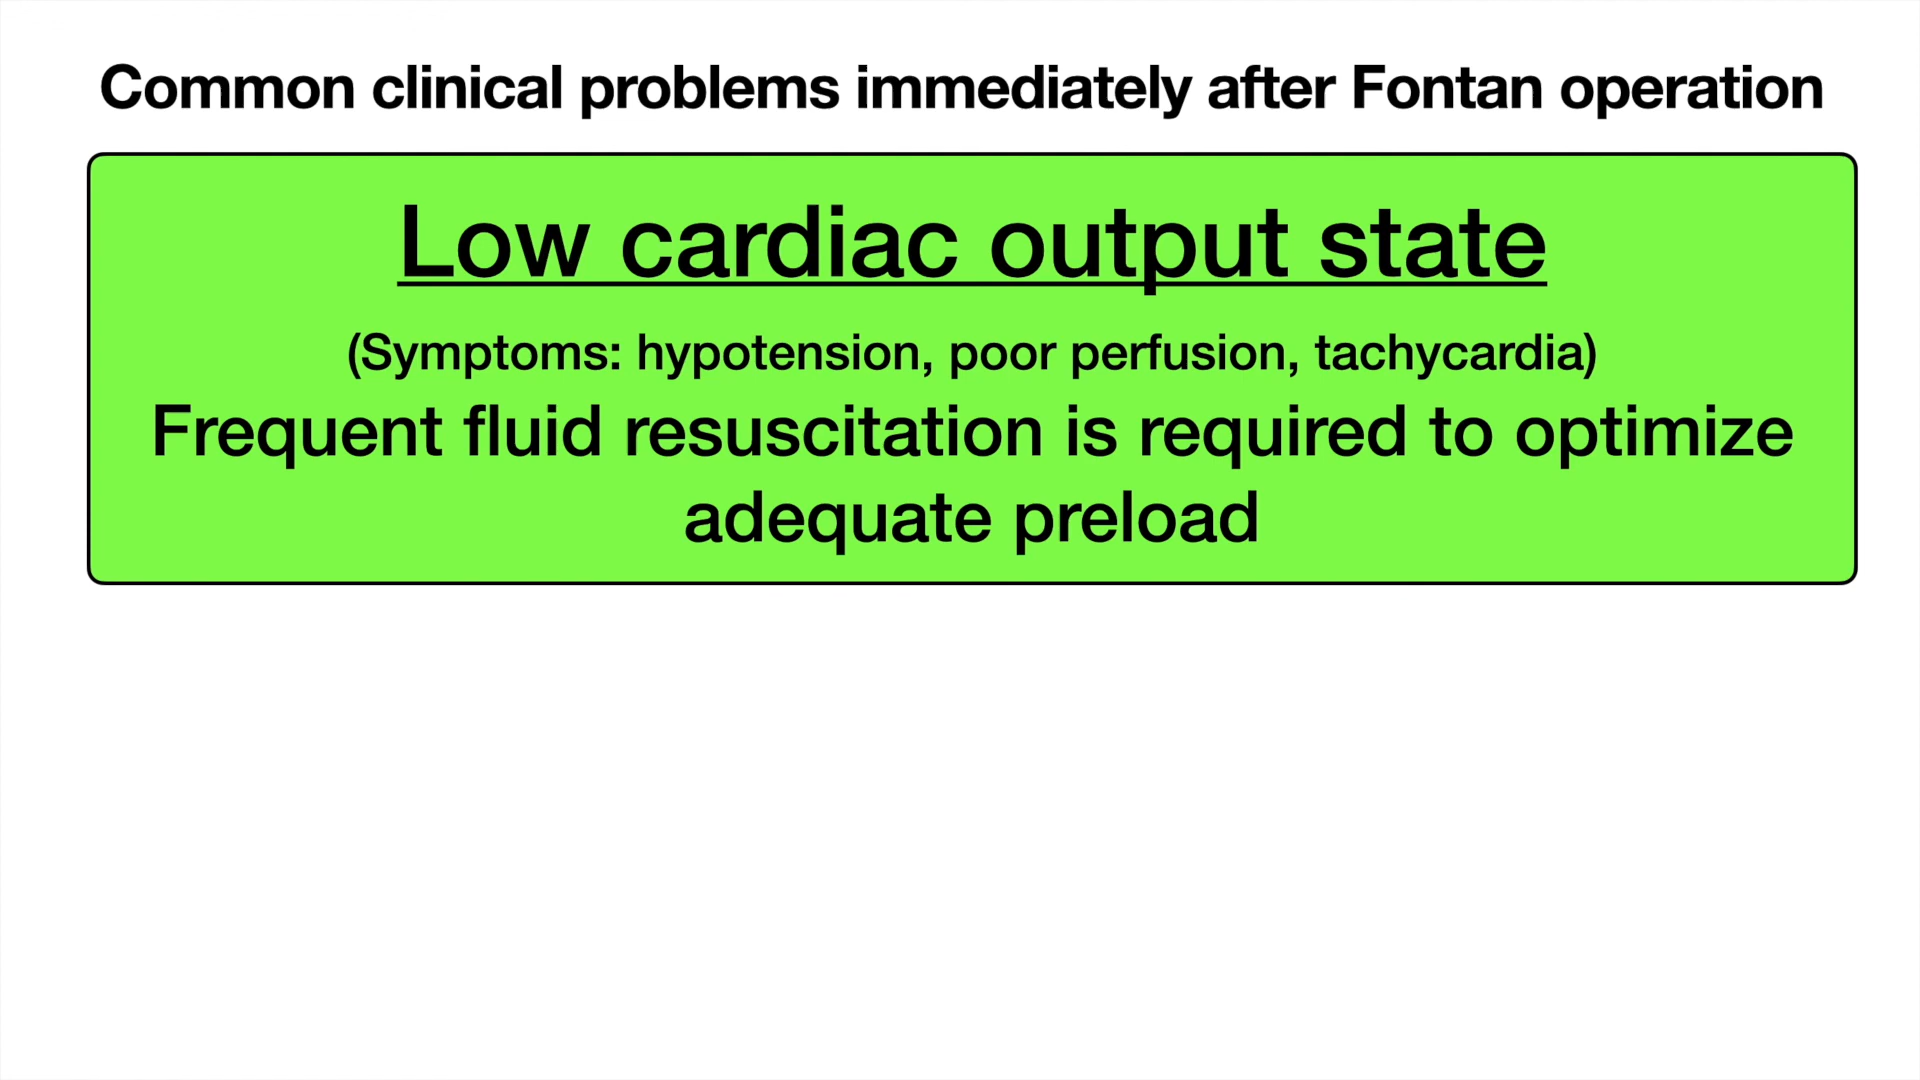 Common clinical problems immediately after Fontan operation
Low cardiac output state
(Symptoms: hypotension, poor perfusion, tachycardia)
Frequent fluid resuscitation is required to optimize
adequate preload